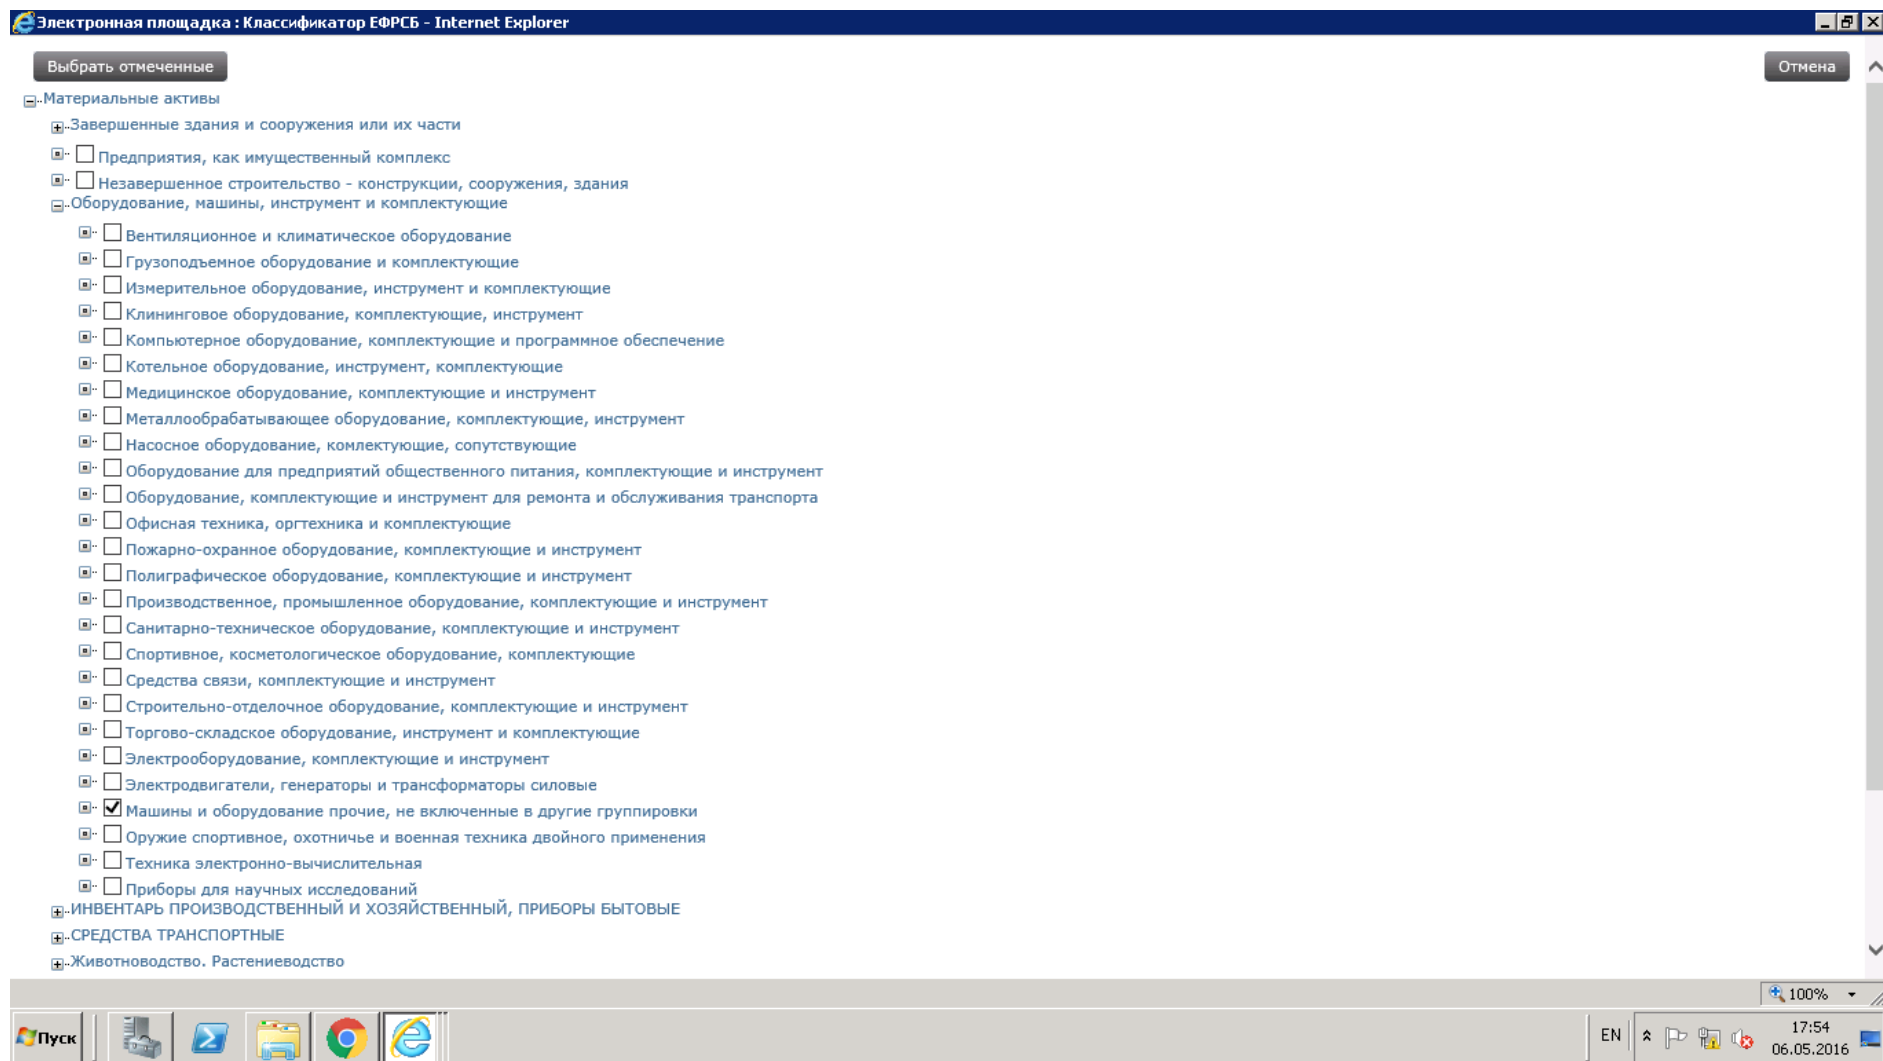 Электронная площадка : Классификатор ЕФРСБ - Internet Explorer
Выбрать отмеченные
Отмена
Материальные активы
Завершенные здания и сооружения или их части
Предприятия, как имущественный комплекс
Незавершенное строительство - конструкции, сооружения, здания
Оборудование, машины, инструмент и комплектующие
Вентиляционное и климатическое оборудование
Грузоподъемное оборудование и комплектующие
Измерительное оборудование, инструмент и комплектующие
Клининговое оборудование, комплектующие, инструмент
Компьютерное оборудование, комплектующие и программное обеспечение
Котельное оборудование, инструмент, комплектующие
Медицинское оборудование, комплектующие и инструмент
Металлообрабатывающее оборудование, комплектующие, инструмент
Насосное оборудование, комлектующие, сопутствующие
Оборудование для предприятий общественного питания, комплектующие и инструмент
Оборудование, комплектующие и инструмент для ремонта и обслуживания транспорта
Офисная техника, оргтехника и комплектующие
Пожарно-охранное оборудование, комплектующие и инструмент
Полиграфическое оборудование, комплектующие и инструмент
Производственное, промышленное оборудование, комплектующие и инструмент
Санитарно-техническое оборудование, комплектующие и инструмент
Спортивное, косметологическое оборудование, комплектующие
Средства связи, комплектующие и инструмент
Строительно-отделочное оборудование, комплектующие и инструмент
Торгово-складское оборудование, инструмент и комплектующие
Электрооборудование, комплектующие и инструмент
Электродвигатели, генераторы и трансформаторы силовые
Машины и оборудование прочие, не включенные в другие группировки
Оружие спортивное, охотничье и военная техника двойного применения
Техника электронно-вычислительная
Приборы для научных исследований
ИНВЕНТАРЬ ПРОИЗВОДСТВЕННЫЙ И ХОЗЯЙСТВЕННЫЙ, ПРИБОРЫ БЫТОВЫЕ
СРЕДСТВА ТРАНСПОРТНЫЕ
Животноводство. Растениеводство
100%
Пуск
EN
17:54
06.05.2016